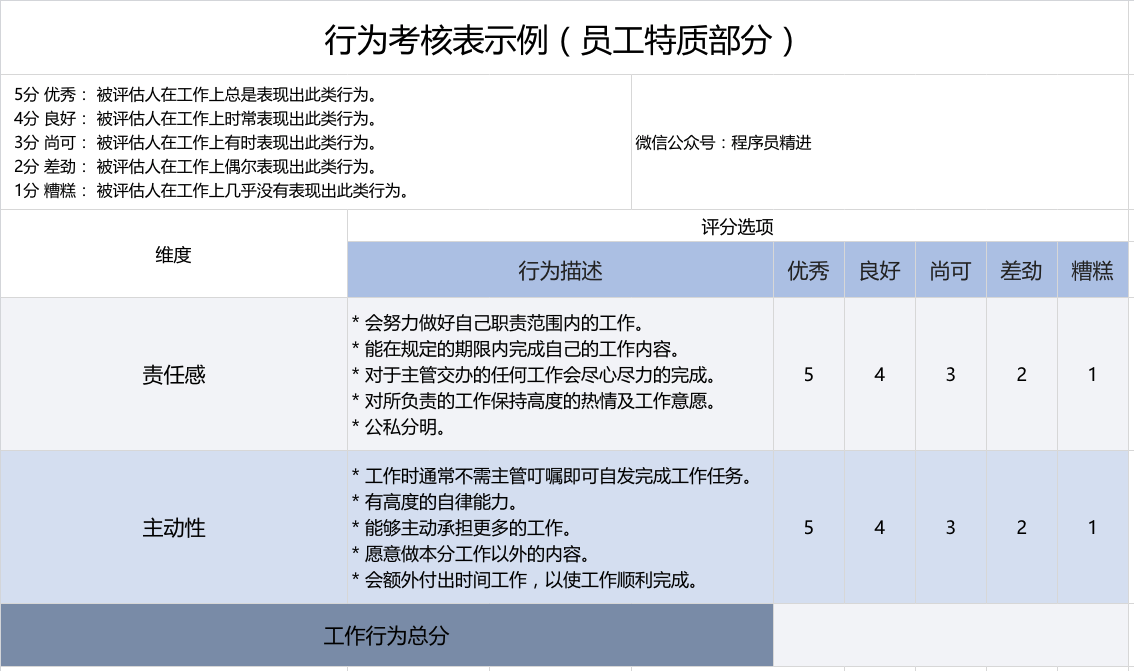 行为考核表示例（员工特质部分）
5分 优秀： 被评估人在工作上总是表现出此类行为。
4分 良好： 被评估人在工作上时常表现出此类行为。
3分 尚可： 被评估人在工作上有时表现出此类行为。
2分 差劲： 被评估人在工作上偶尔表现出此类行为。
1分 糟糕： 被评估人在工作上几乎没有表现出此类行为。
微信公众号：程序员精进
维度
评分选项
行为描述 优秀 良好 尚可 差劲 糟糕
责任感
* 会努力做好自己职责范围内的工作。
* 能在规定的期限内完成自己的工作内容。
* 对于主管交办的任何工作会尽心尽力的完成。
* 对所负责的工作保持高度的热情及工作意愿。
* 公私分明。
5 4 3 2 1
主动性
* 工作时通常不需主管叮嘱即可自发完成工作任务。
* 有高度的自律能力。
* 能够主动承担更多的工作。
* 愿意做本分工作以外的内容。
* 会额外付出时间工作，以使工作顺利完成。
5 4 3 2 1
工作行为总分